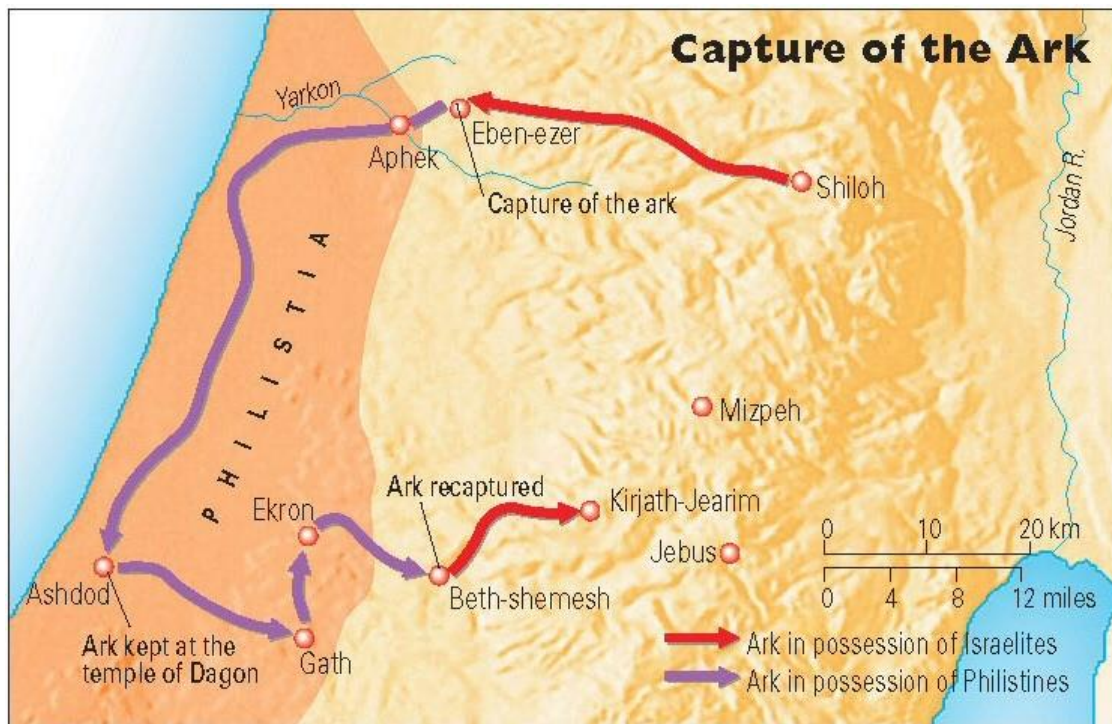 Capture of the Ark
Yarkon
Eben-ezer
Aphek
Shiloh
Capture of the ark
Jordan R.
PHILISTIA
Mizpeh
Ark recaptured
Ekron
Kirjath-Jearim
Jebus
0 10 20 km
Ashdod
Beth-shemesh
0 4 8 12 miles
Ark kept at the
temple of Dagon
Gath
Ark in possession of Israelites
Ark in possession of Philistines